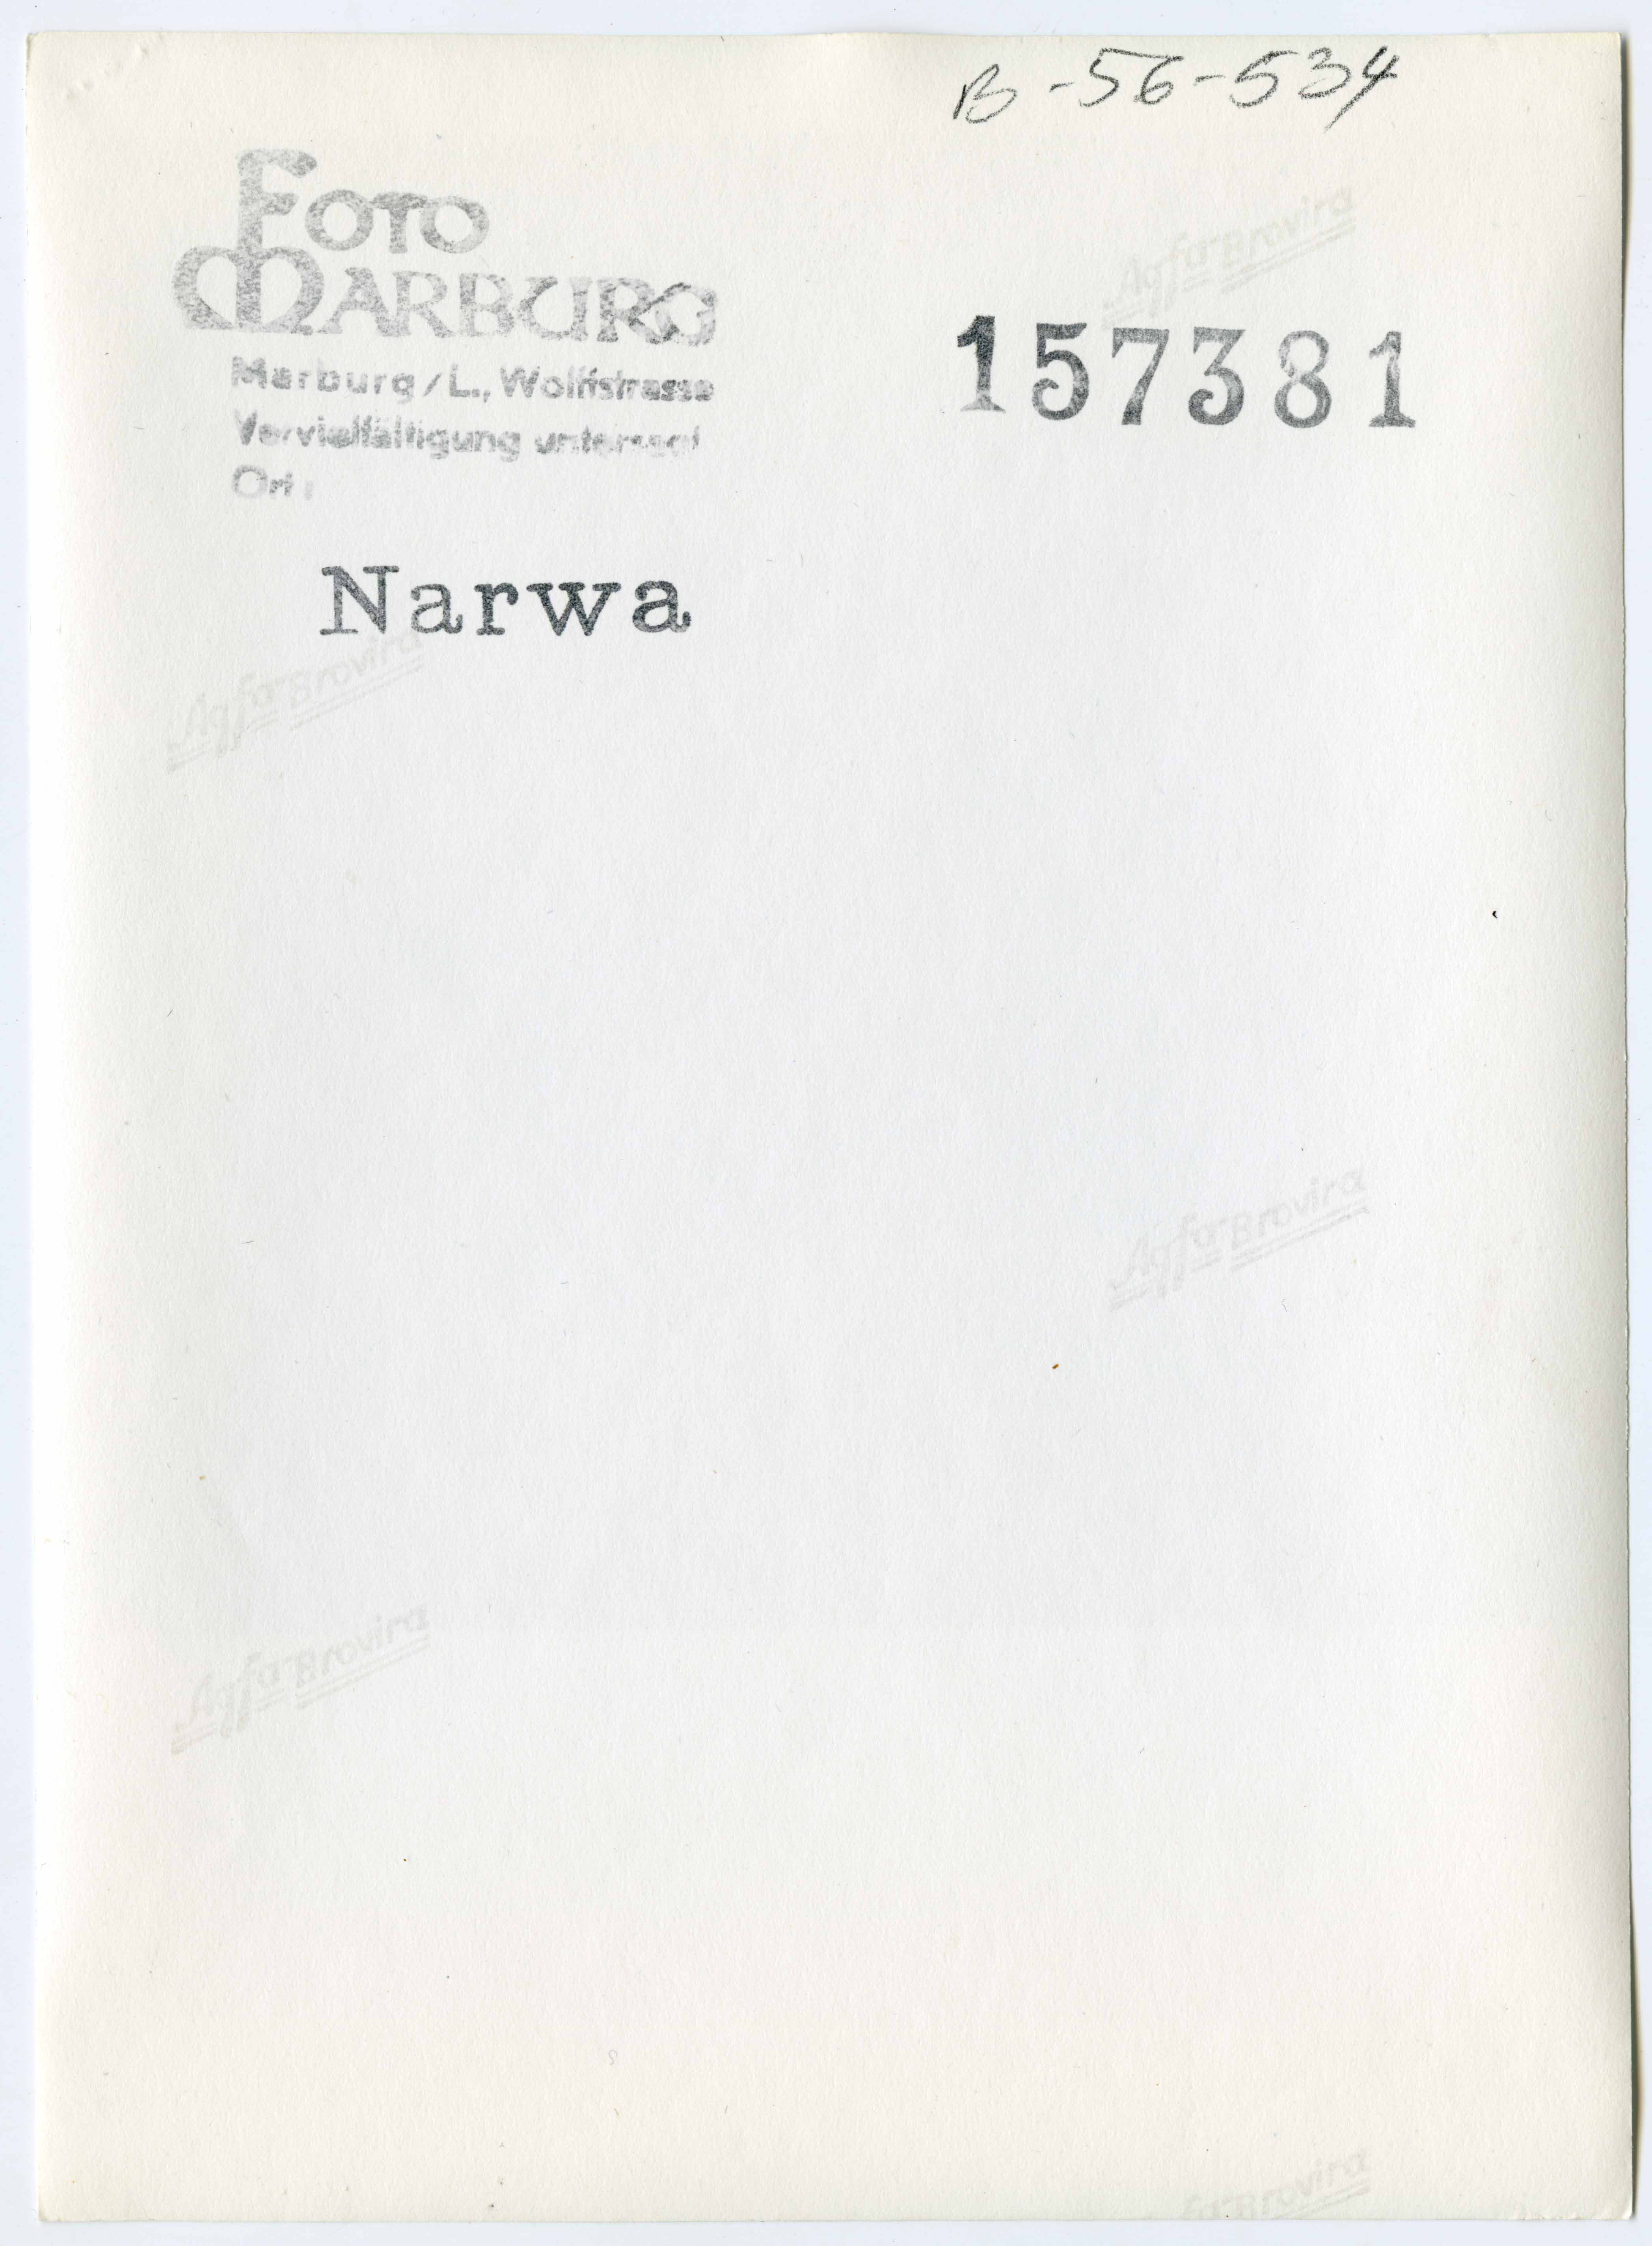 B-56-534
FOTO
MARBURG
157381
Marburg/L., Wolffstrasse
Vervielfältigung untersagt
Ort:
Narwa
Agfa Brovira
Agfa Brovira
Agfa Brovira
Agfa Brovira
Brovira